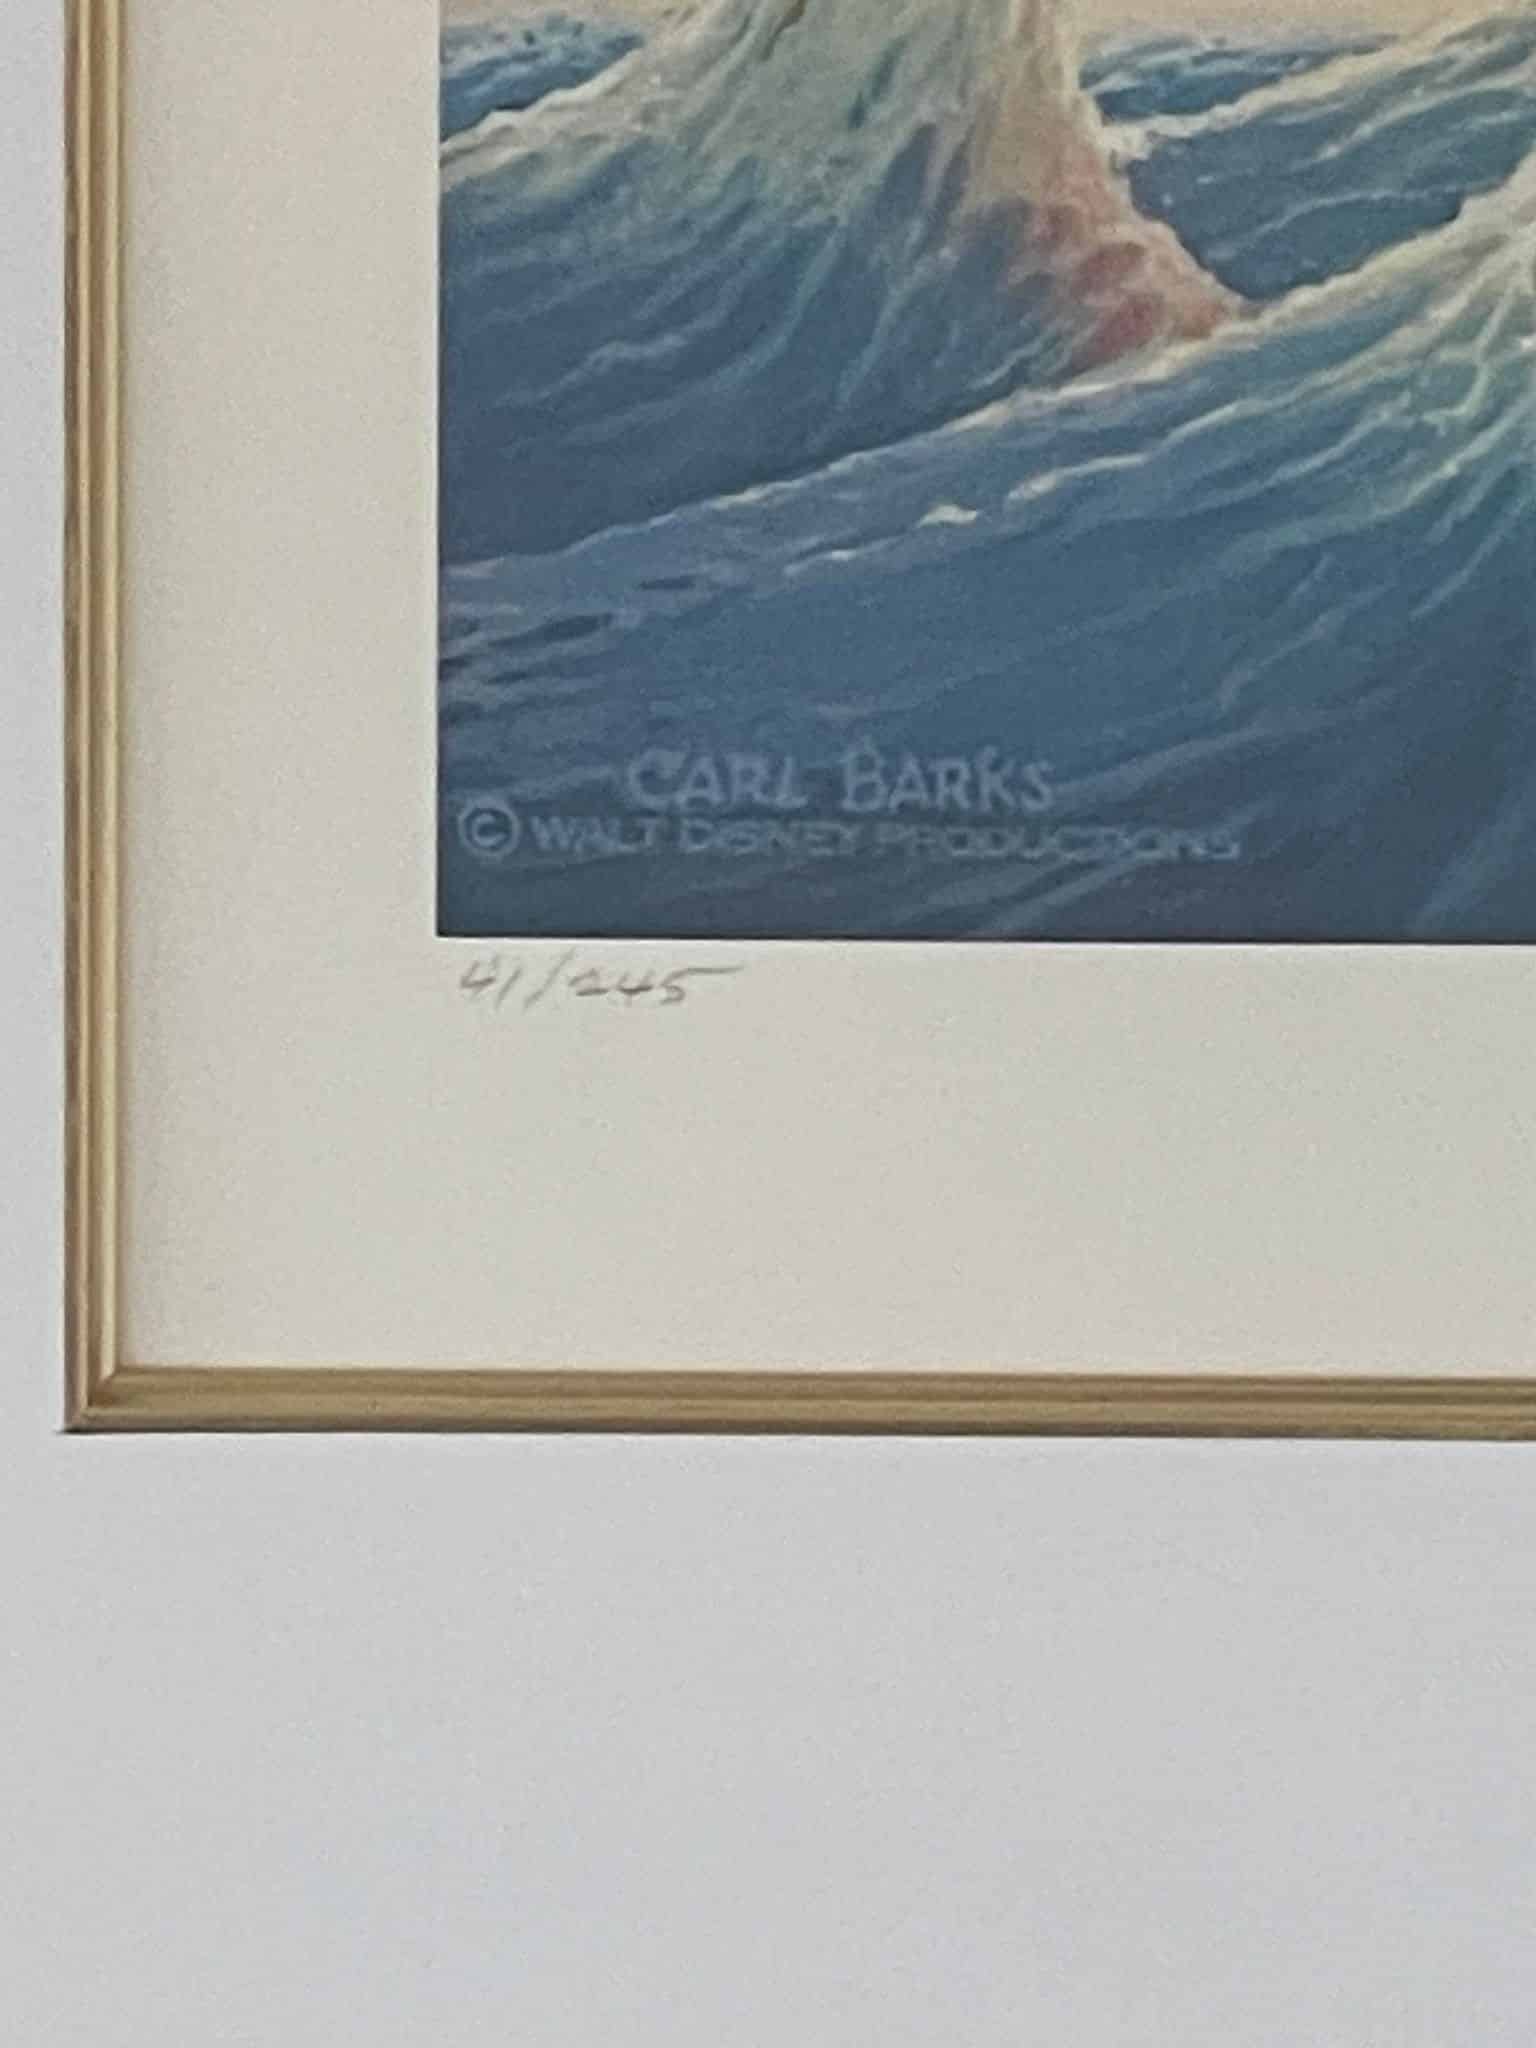 CARL BARKS
© WALT DISNEY PRODUCTIONS
41/245